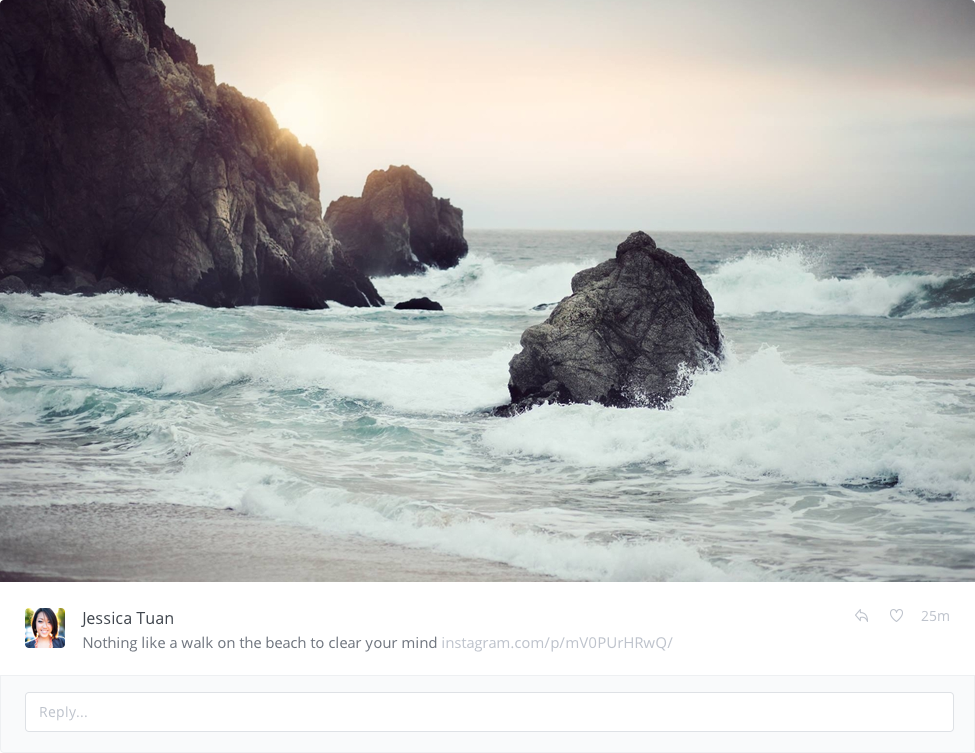 Jessica Tuan
25m
Nothing like a walk on the beach to clear your mind instagram.com/p/mV0PUrHRwQ/
Reply...